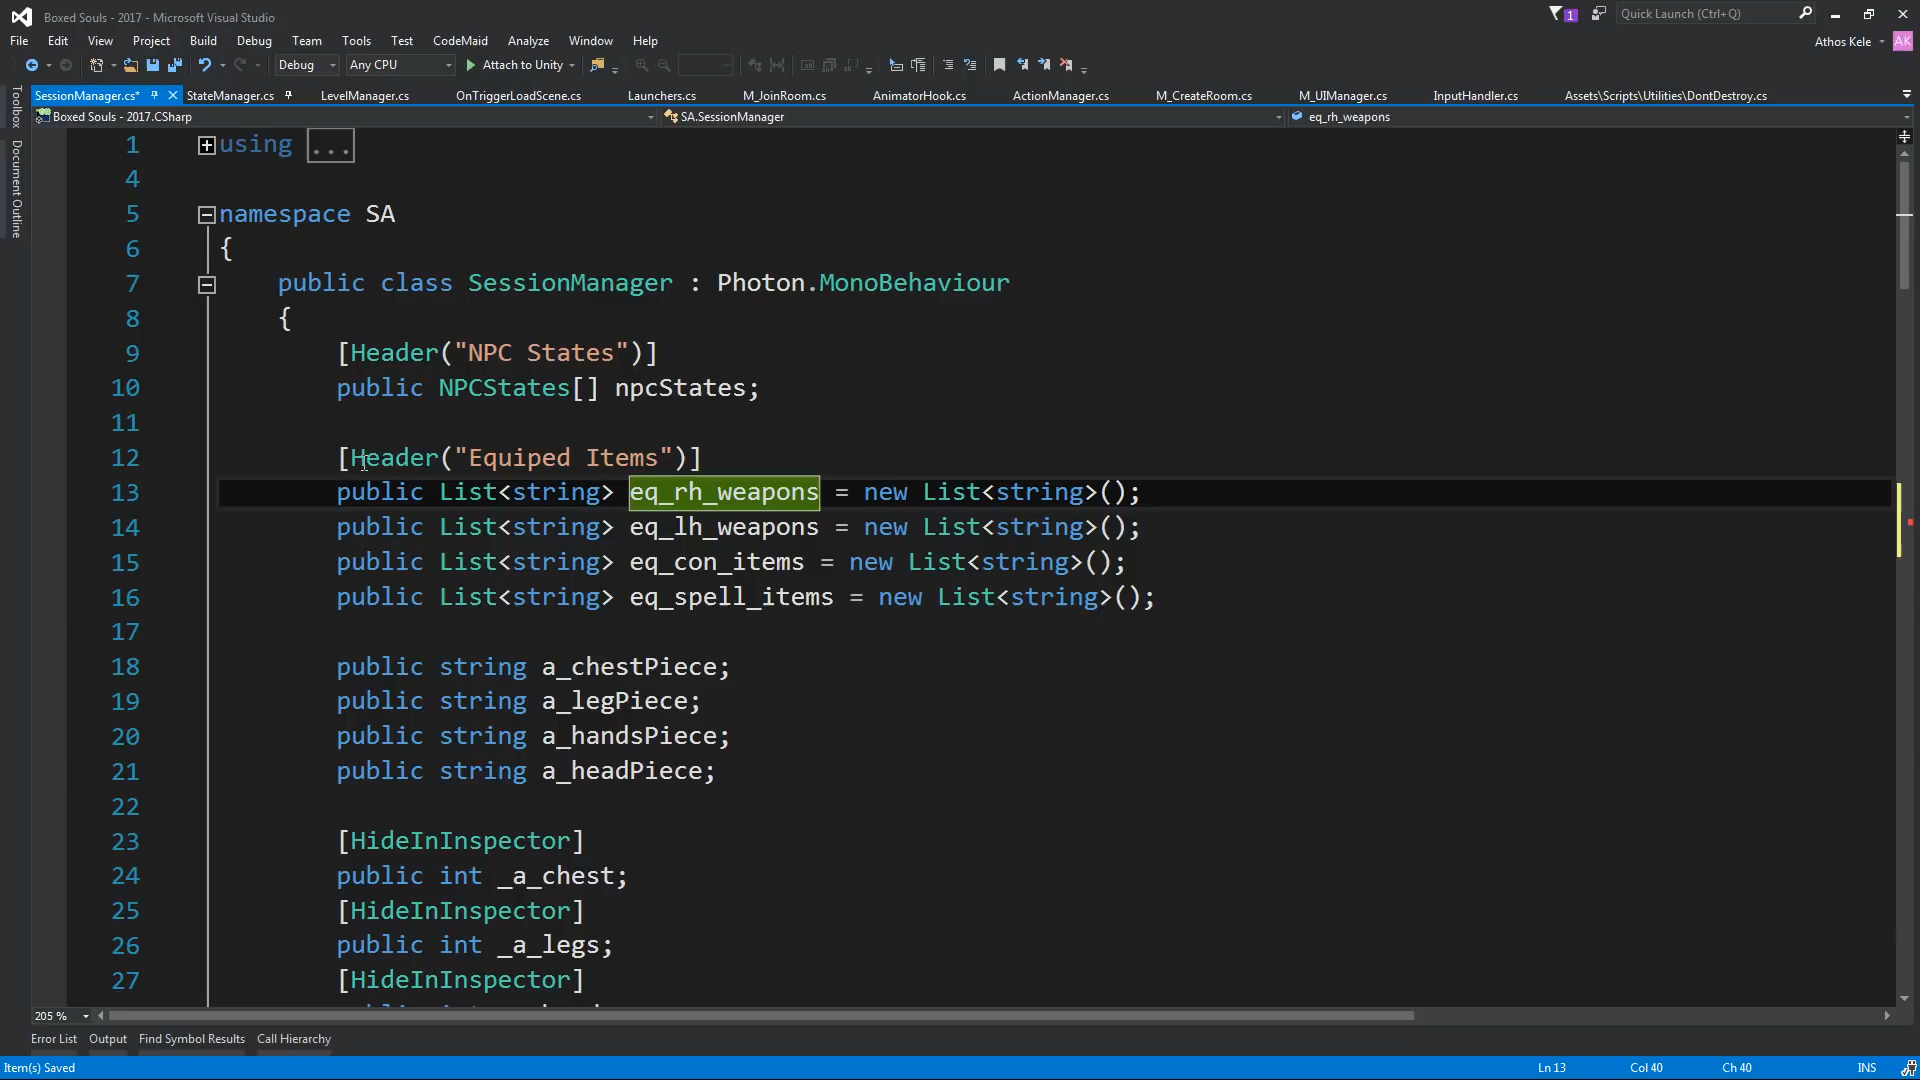 Boxed Souls - 2017 - Microsoft Visual Studio
1
Quick Launch (Ctrl+Q)
File Edit View Project Build Debug Team Tools Test CodeMaid Analyze Window Help
Athos Kele
AK
Debug Any CPU Attach to Unity
SessionManager.cs* StateManager.cs LevelManager.cs OnTriggerLoadScene.cs Launchers.cs M_JoinRoom.cs AnimatorHook.cs ActionManager.cs M_CreateRoom.cs M_UIManager.cs InputHandler.cs Assets\Scripts\Utilities\DontDestroy.cs
Boxed Souls - 2017.CSharp SA.SessionManager eq_rh_weapons
Toolbox
Document Outline
1 using ...
4
5 namespace SA
6 {
7 public class SessionManager : Photon.MonoBehaviour
8 {
9 [Header("NPC States")]
10 public NPCStates[] npcStates;
11
12 [Header("Equiped Items")]
13 public List<string> eq_rh_weapons = new List<string>();
14 public List<string> eq_lh_weapons = new List<string>();
15 public List<string> eq_con_items = new List<string>();
16 public List<string> eq_spell_items = new List<string>();
17
18 public string a_chestPiece;
19 public string a_legPiece;
20 public string a_handsPiece;
21 public string a_headPiece;
22
23 [HideInInspector]
24 public int _a_chest;
25 [HideInInspector]
26 public int _a_legs;
27 [HideInInspector]
205 %
Error List Output Find Symbol Results Call Hierarchy
Item(s) Saved Ln 13 Col 40 Ch 40 INS